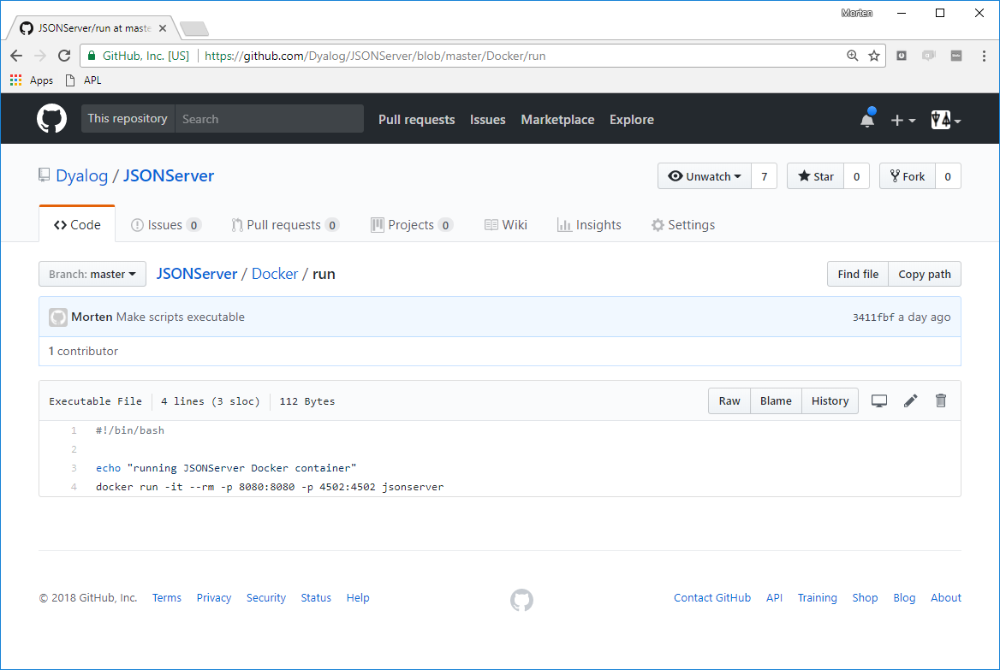 Morten
JSONServer/run at maste
GitHub, Inc. [US] https://github.com/Dyalog/JSONServer/blob/master/Docker/run
Apps APL
This repository Search Pull requests Issues Marketplace Explore
Dyalog / JSONServer Unwatch 7 Star 0 Fork 0
Code Issues 0 Pull requests 0 Projects 0 Wiki Insights Settings
Branch: master JSONServer / Docker / run Find file Copy path
Morten Make scripts executable 3411fbf a day ago
1 contributor
Executable File 4 lines (3 sloc) 112 Bytes Raw Blame History
1 #!/bin/bash
2
3 echo "running JSONServer Docker container"
4 docker run -it --rm -p 8080:8080 -p 4502:4502 jsonserver
© 2018 GitHub, Inc. Terms Privacy Security Status Help Contact GitHub API Training Shop Blog About